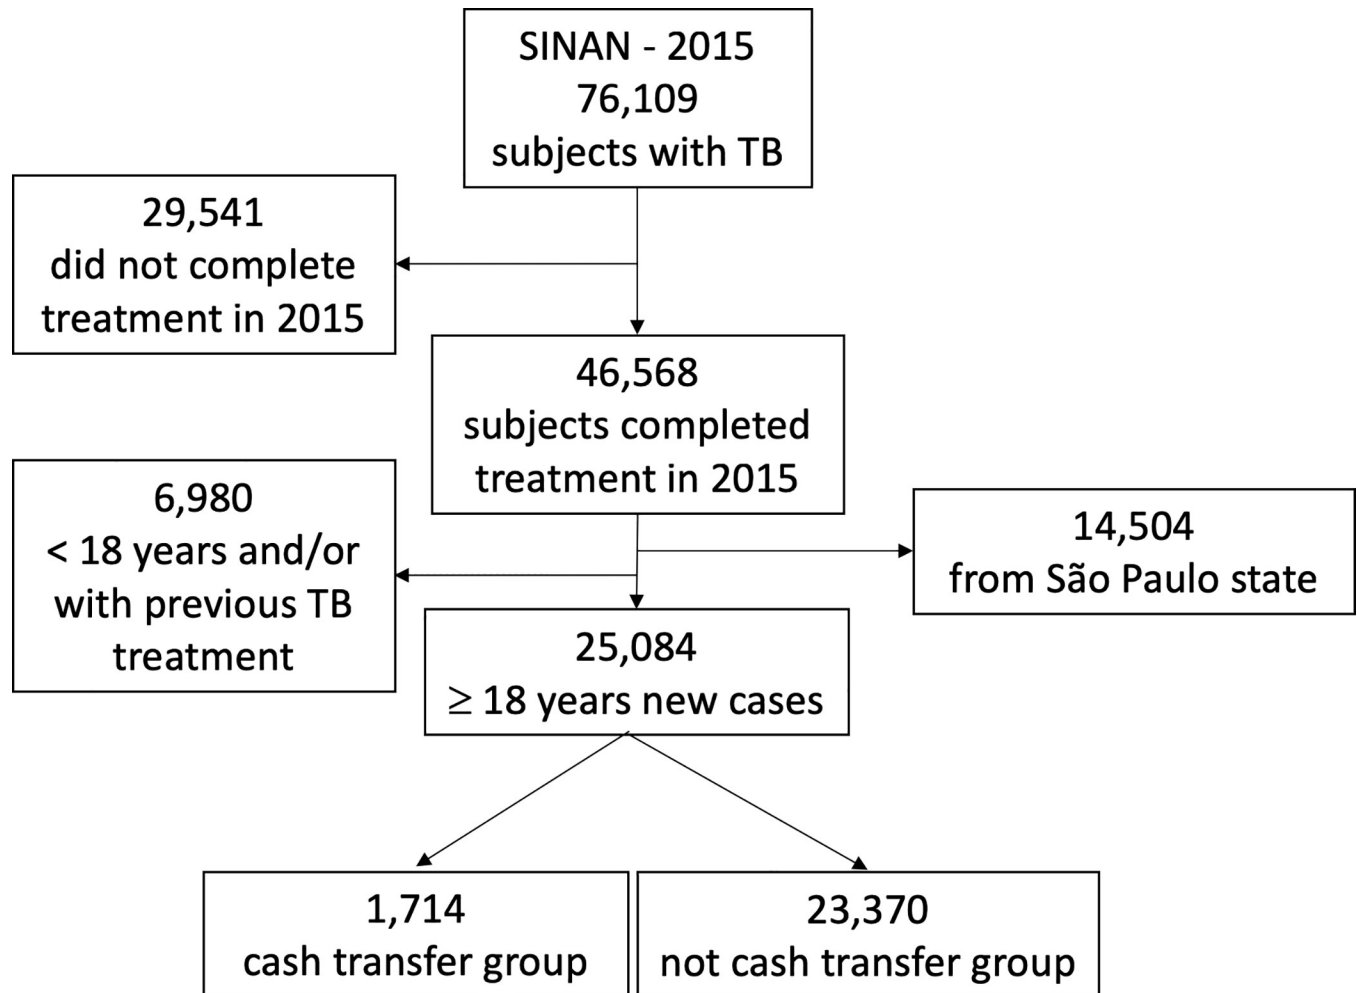 SINAN - 2015
76,109
subjects with TB
29,541
did not complete
treatment in 2015
46,568
subjects completed
treatment in 2015
6,980
< 18 years and/or
with previous TB
treatment
14,504
from São Paulo state
25,084
≥ 18 years new cases
1,714
cash transfer group
23,370
not cash transfer group